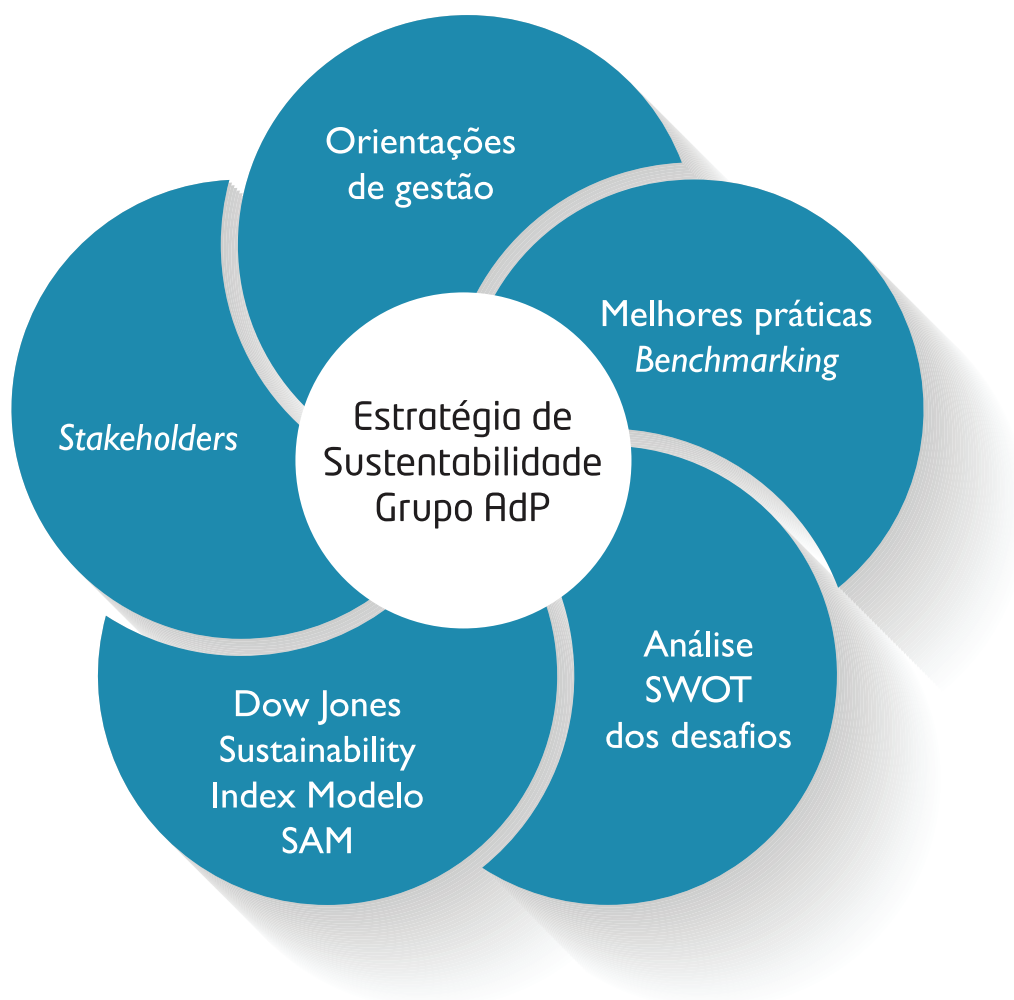 Orientações
de gestão
Melhores práticas
Benchmarking
Stakeholders
Estratégia de
Sustentabilidade
Grupo AdP
Análise
SWOT
dos desafios
Dow Jones
Sustainability
Index Modelo
SAM